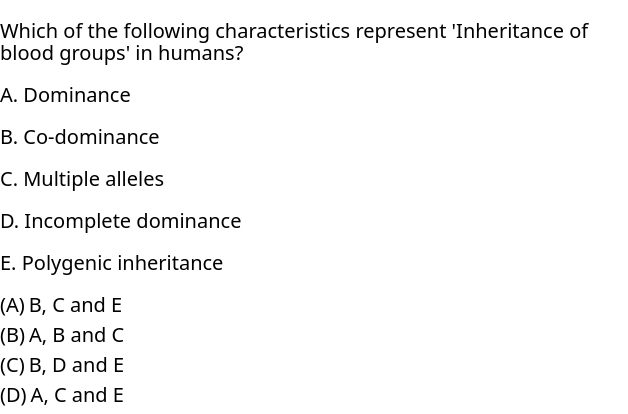 Which of the following characteristics represent 'Inheritance of
blood groups' in humans?
A. Dominance
B. Co-dominance
C. Multiple alleles
D. Incomplete dominance
E. Polygenic inheritance
(A) B, C and E
(B) A, B and C
(C) B, D and E
(D) A, C and E